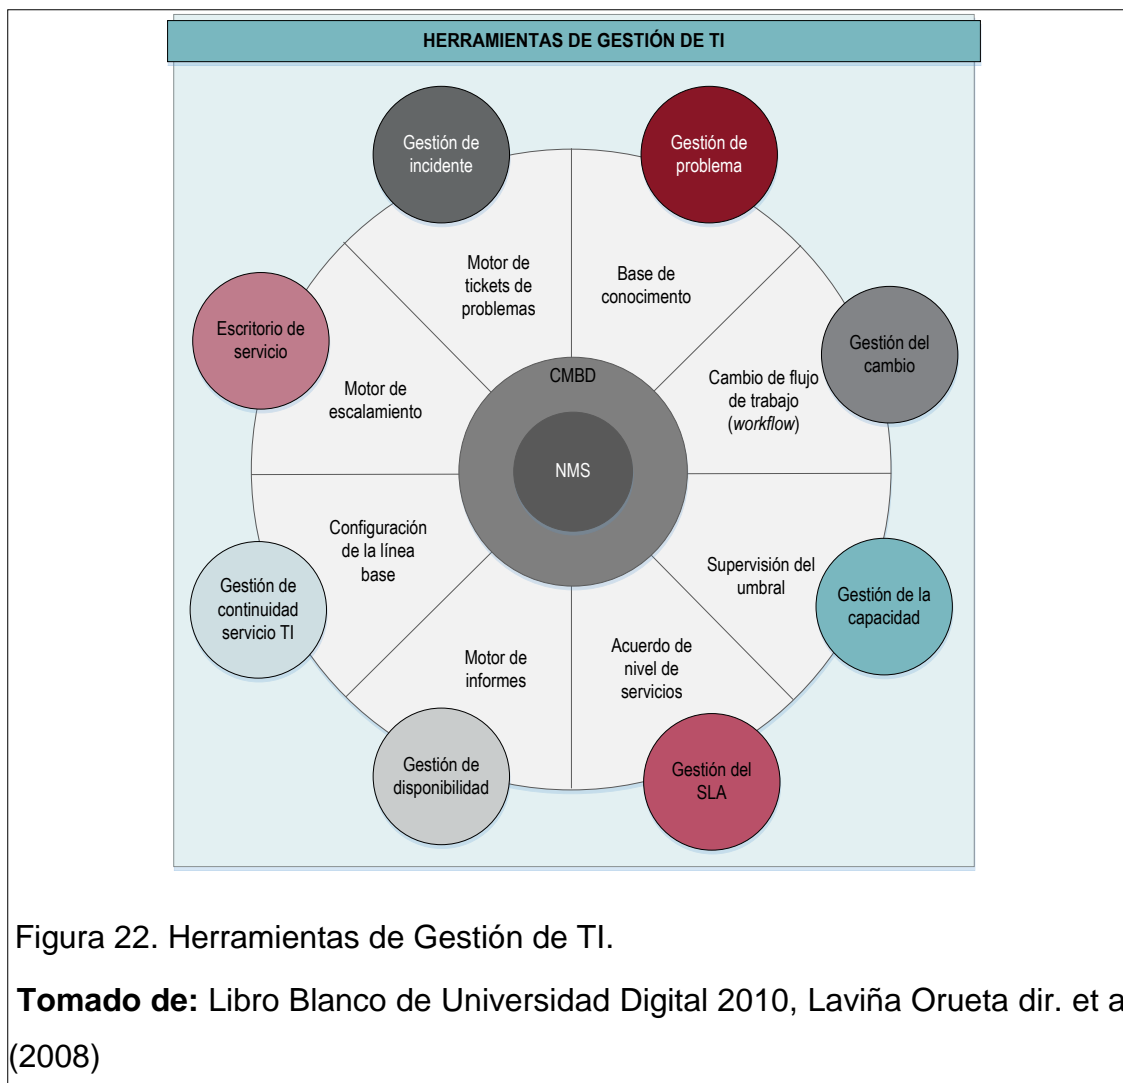 HERRAMIENTAS DE GESTIÓN DE TI
Gestión de
incidente
Gestión de
problema
Motor de
tickets de
problemas
Base de
conocimiento
Escritorio de
servicio
Gestión del
cambio
Motor de
escalamiento
CMBD
Cambio de flujo
de trabajo
(workflow)
NMS
Configuración
de la línea
base
Supervisión del
umbral
Gestión de
continuidad
servicio TI
Gestión de la
capacidad
Motor de
informes
Acuerdo de
nivel de
servicios
Gestión de
disponibilidad
Gestión del
SLA
Figura 22. Herramientas de Gestión de TI.
Tomado de: Libro Blanco de Universidad Digital 2010, Laviña Orueta dir. et a
(2008)